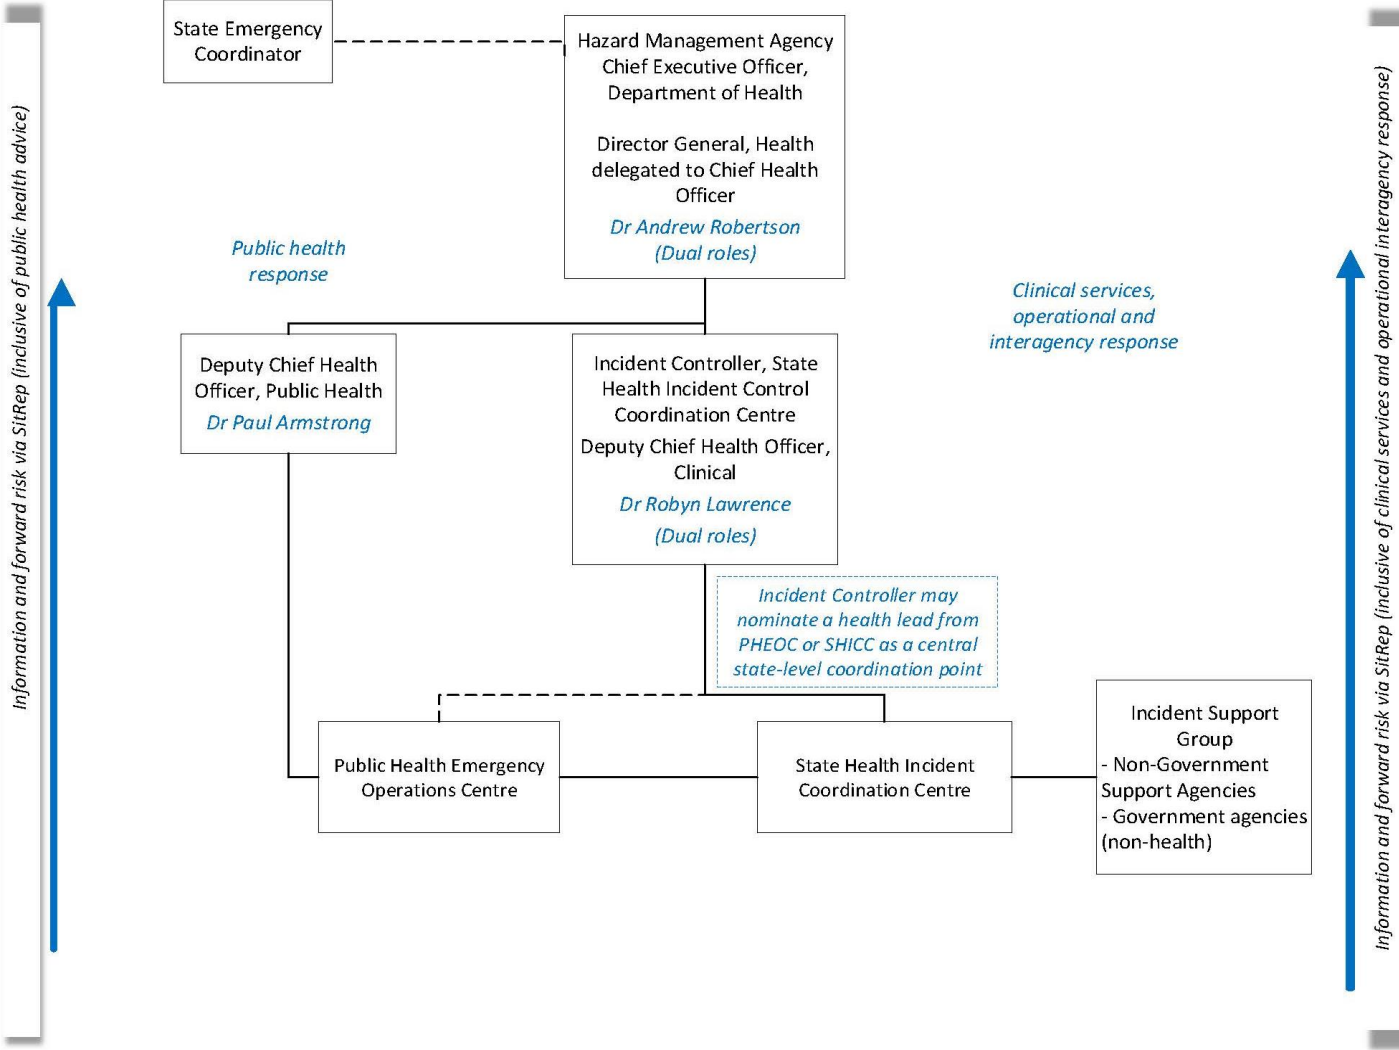 State Emergency
Coordinator
Hazard Management Agency
Chief Executive Officer,
Department of Health
Director General, Health
delegated to Chief Health
Officer
Dr Andrew Robertson
(Dual roles)
Public health
response
Clinical services,
operational and
interagency response
Deputy Chief Health
Officer, Public Health
Dr Paul Armstrong
Incident Controller, State
Health Incident Control
Coordination Centre
Deputy Chief Health Officer,
Clinical
Dr Robyn Lawrence
(Dual roles)
Incident Controller may
nominate a health lead from
PHEOC or SHICC as a central
state-level coordination point
Public Health Emergency
Operations Centre
State Health Incident
Coordination Centre
Incident Support
Group
- Non-Government
Support Agencies
- Government agencies
(non-health)
Information and forward risk via SitRep (inclusive of public health advice)
Information and forward risk via SitRep (inclusive of clinical services and operational interagency response)